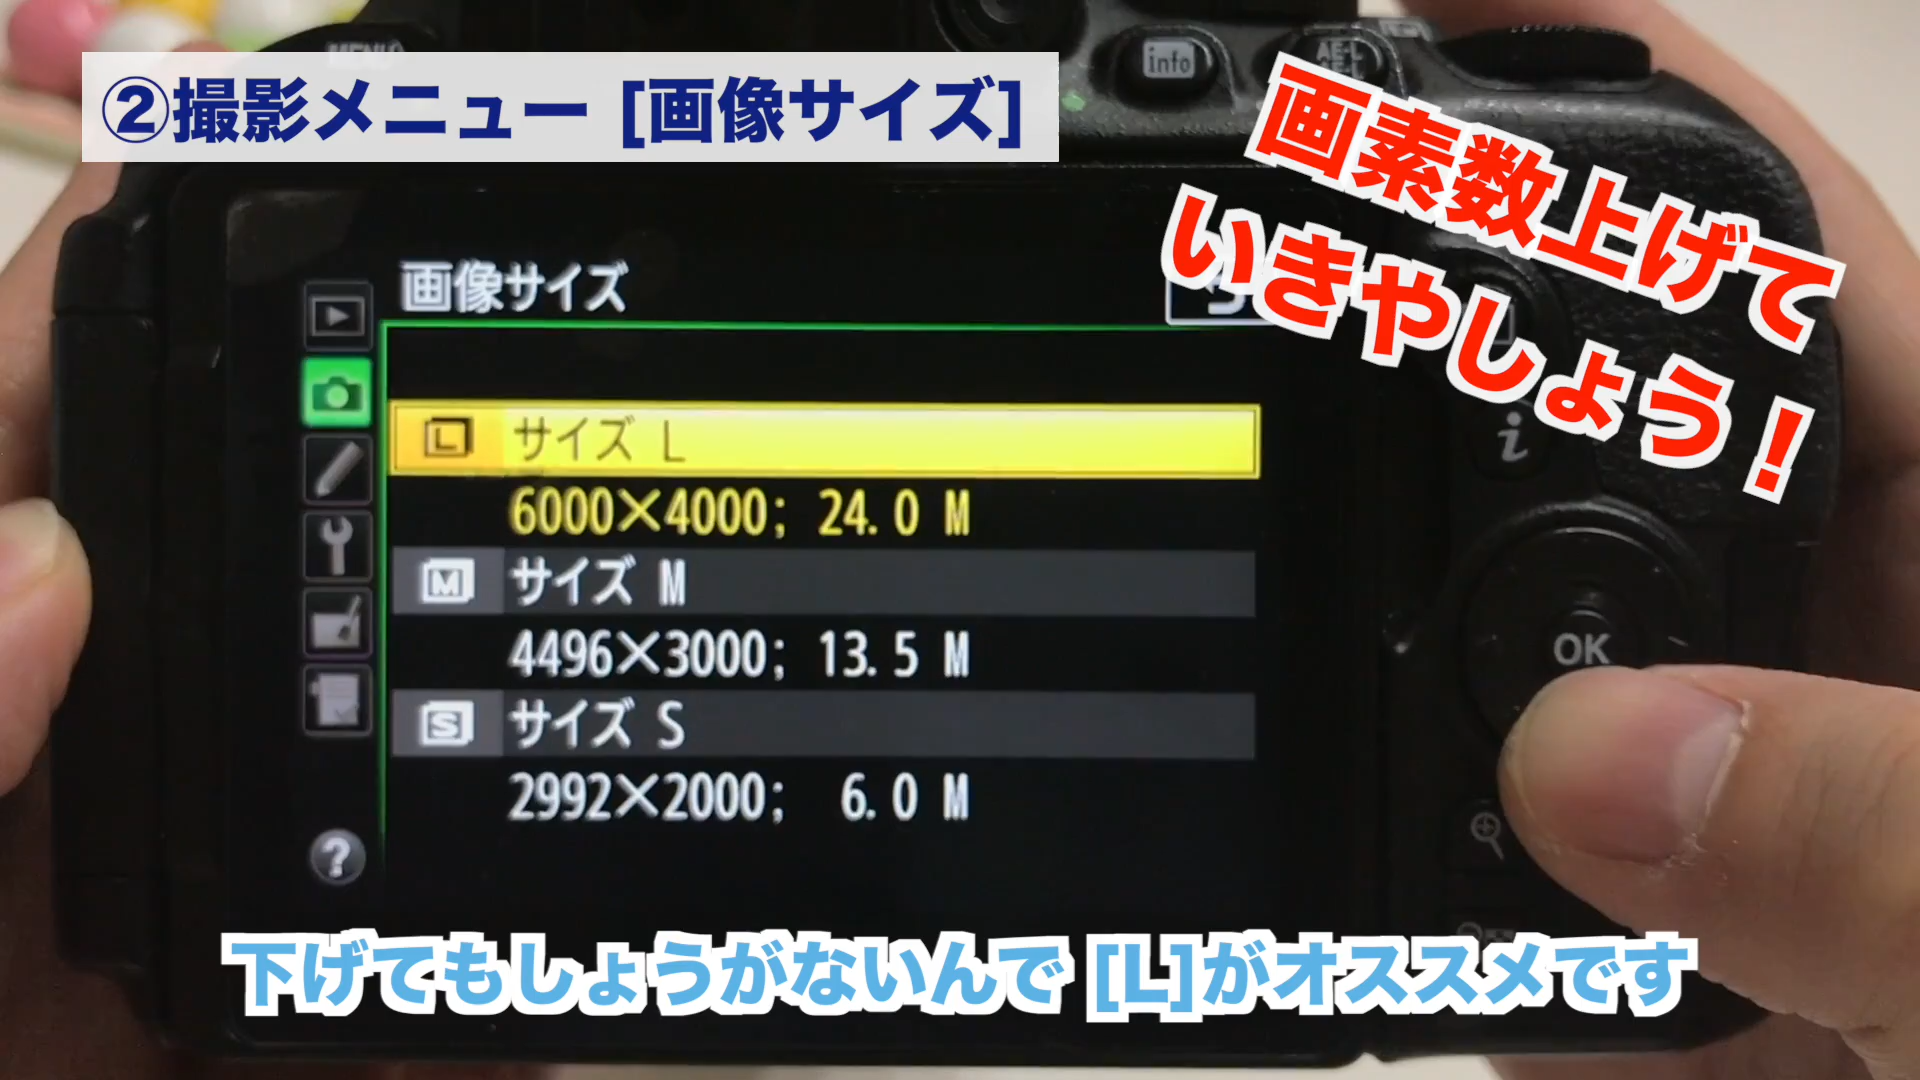 MENU
info
AE-L
②撮影メニュー [画像サイズ]
画素数上げて
いきやしょう！
画像サイズ
L サイズ L
6000×4000; 24.0 M
M サイズ M
4496×3000; 13.5 M
S サイズ S
2992×2000; 6.0 M
i
OK
?
下げてもしょうがないんで [L]がオススメです